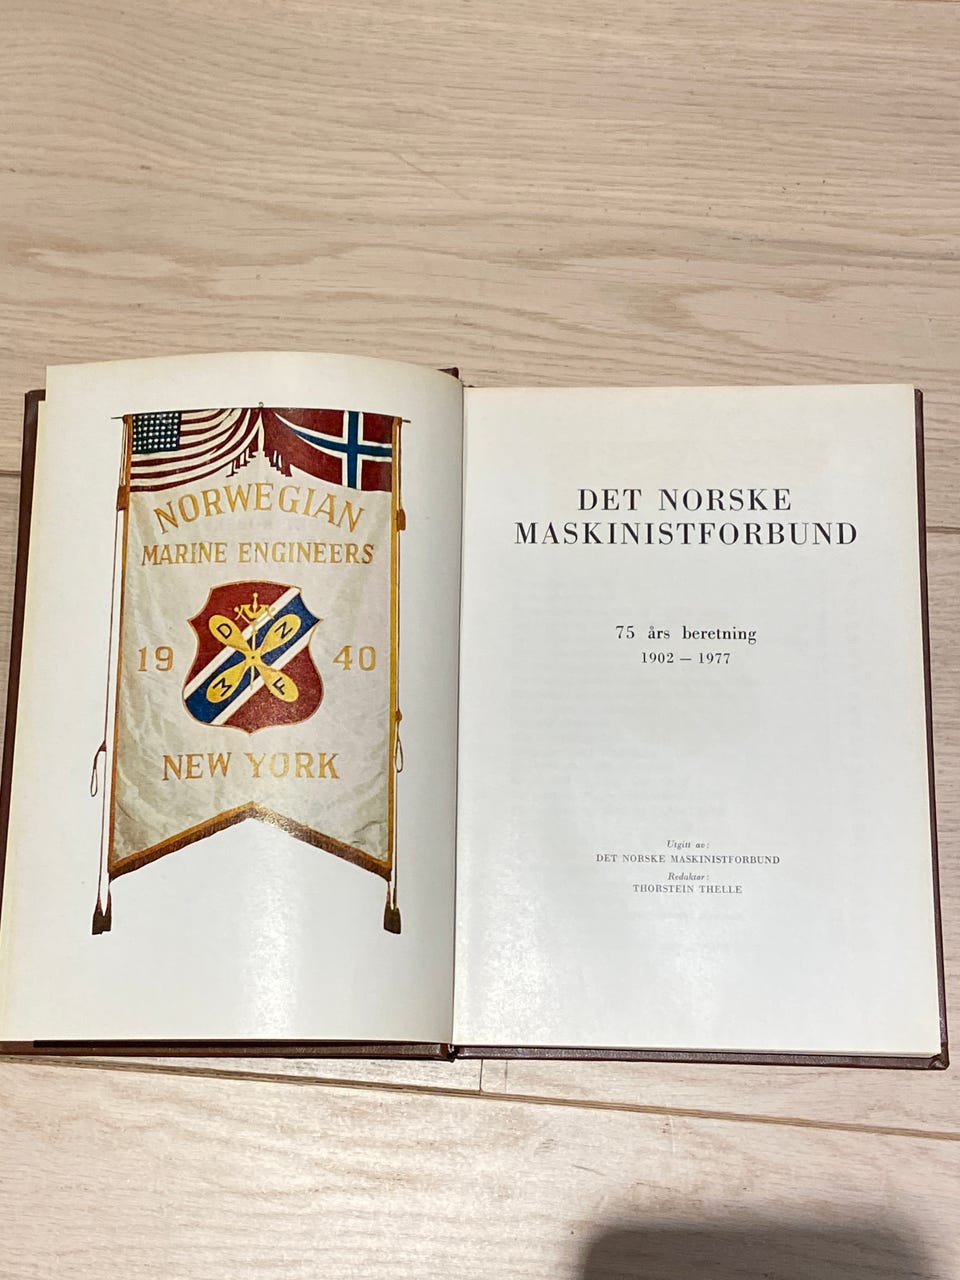 NORWEGIAN
MARINE ENGINEERS
19 40
D N
M F
NEW YORK
DET NORSKE
MASKINISTFORBUND
75 års beretning
1902 — 1977
Utgitt av:
DET NORSKE MASKINISTFORBUND
Redaktør:
THORSTEIN THELLE